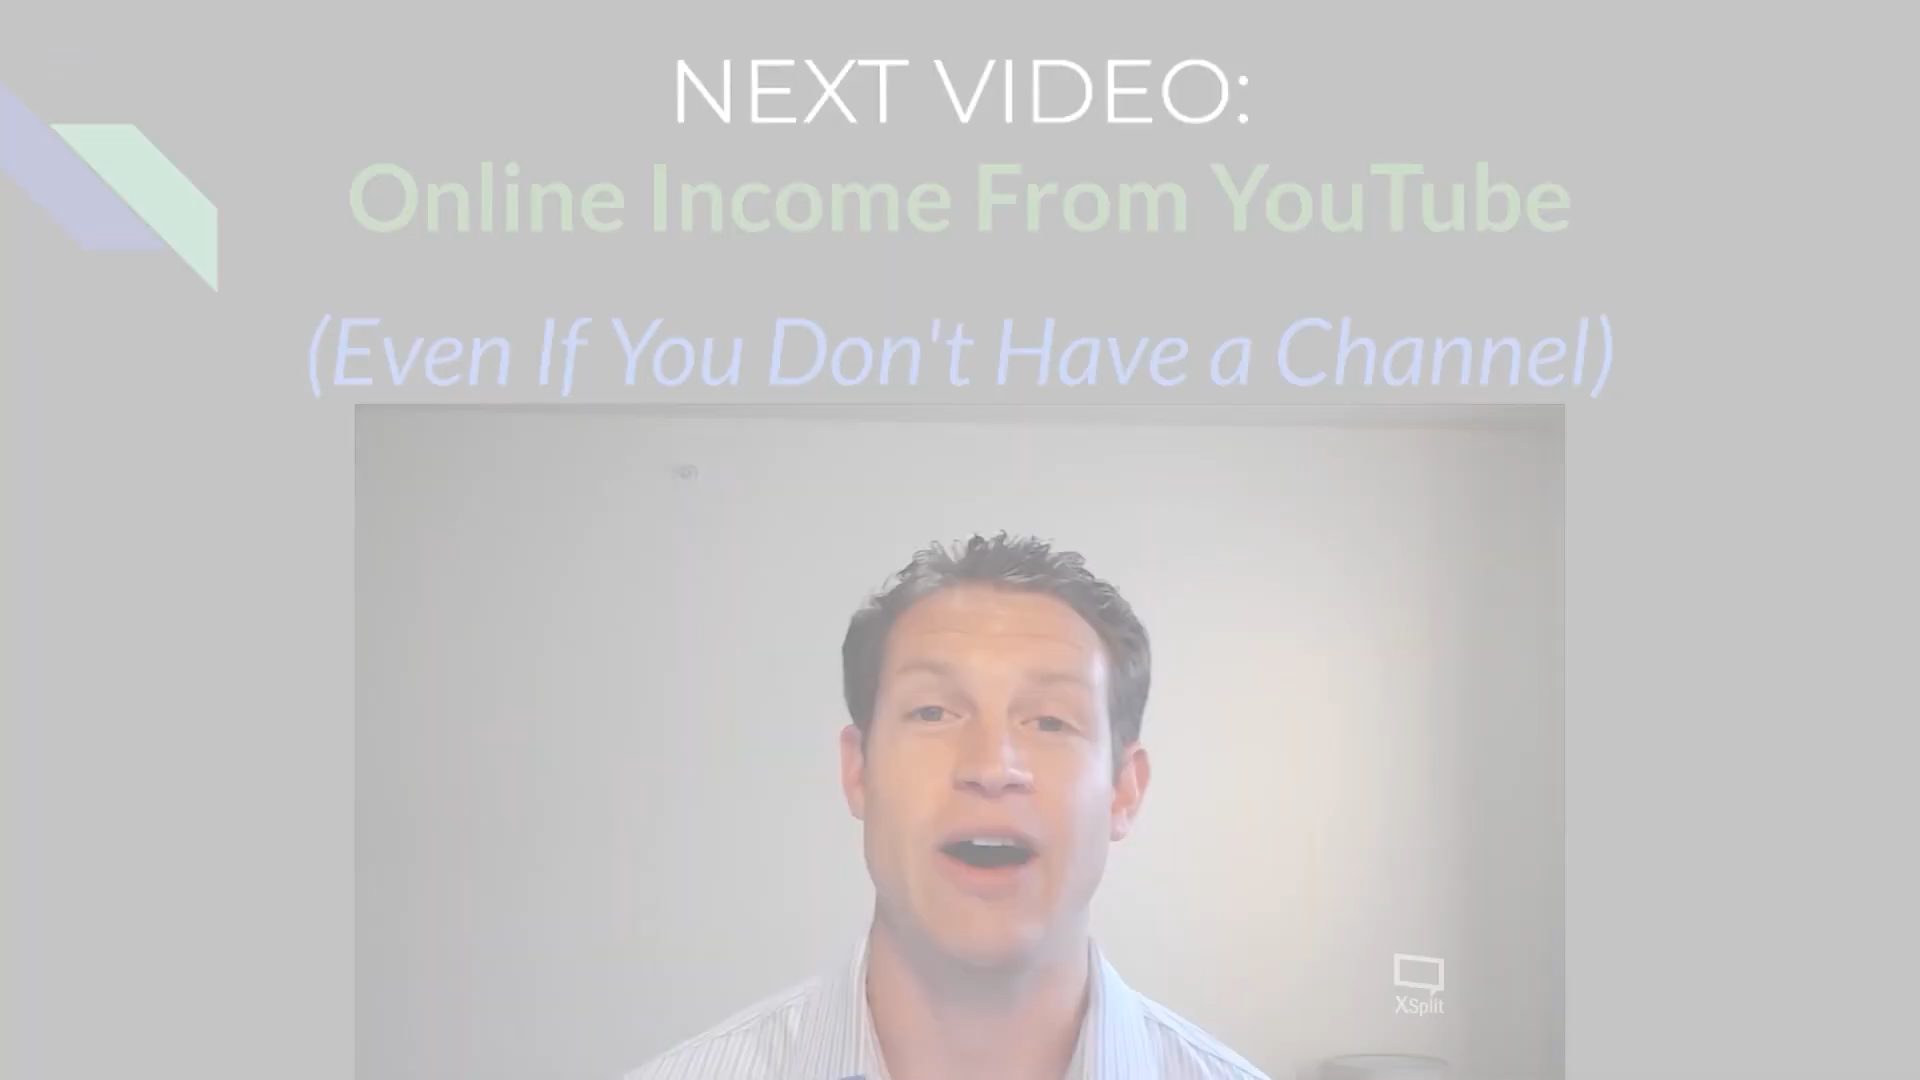 NEXT VIDEO:
Online Income From YouTube
(Even If You Don't Have a Channel)
XSplit